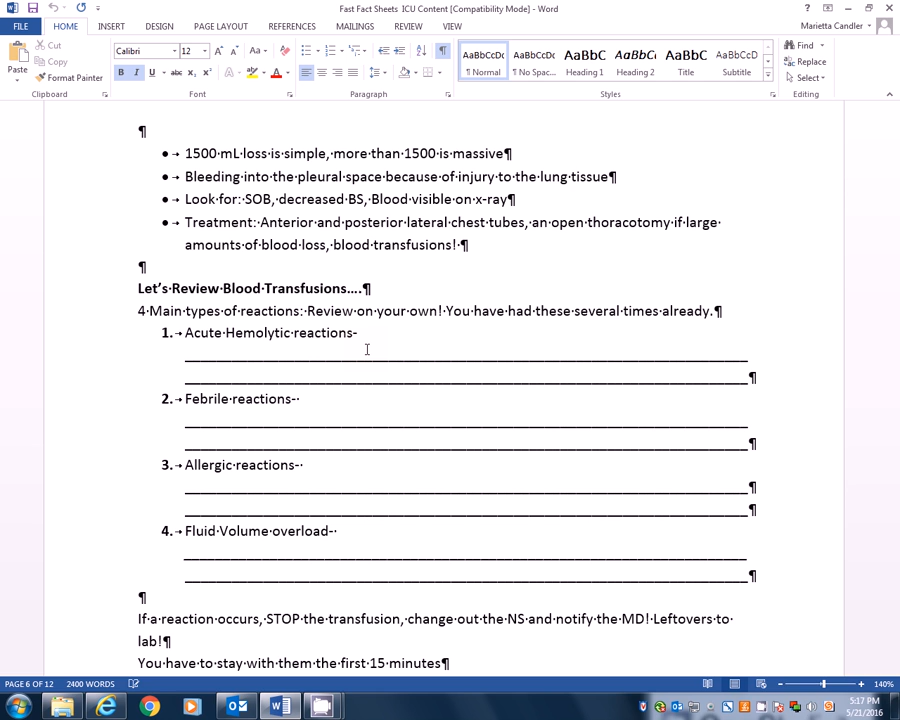 Fast Fact Sheets ICU Content [Compatibility Mode] - Word
FILE HOME INSERT DESIGN PAGE LAYOUT REFERENCES MAILINGS REVIEW VIEW Marietta Candler
Paste Cut Copy Format Painter
Calibri 12
AaBbCcDc ¶ Normal AaBbCcDc ¶ No Spac... AaBbC Heading 1 AaBbCc Heading 2 AaBbC Title AaBbCcD Subtitle
Find Replace Select
Clipboard Font Paragraph Styles Editing
¶
• 1500 mL loss is simple, more than 1500 is massive¶
• Bleeding into the pleural space because of injury to the lung tissue¶
• Look for: SOB, decreased BS, Blood visible on x-ray¶
• Treatment: Anterior and posterior lateral chest tubes, an open thoracotomy if large
amounts of blood loss, blood transfusions! ¶
¶
Let's Review Blood Transfusions….¶
4 Main types of reactions: Review on your own! You have had these several times already.¶
1. Acute Hemolytic reactions-
¶
2. Febrile reactions-
¶
3. Allergic reactions-
¶
¶
4. Fluid Volume overload-
¶
¶
If a reaction occurs, STOP the transfusion, change out the NS and notify the MD! Leftovers to
lab!¶
You have to stay with them the first 15 minutes¶
PAGE 6 OF 12 2400 WORDS 140%
5:17 PM
5/21/2016